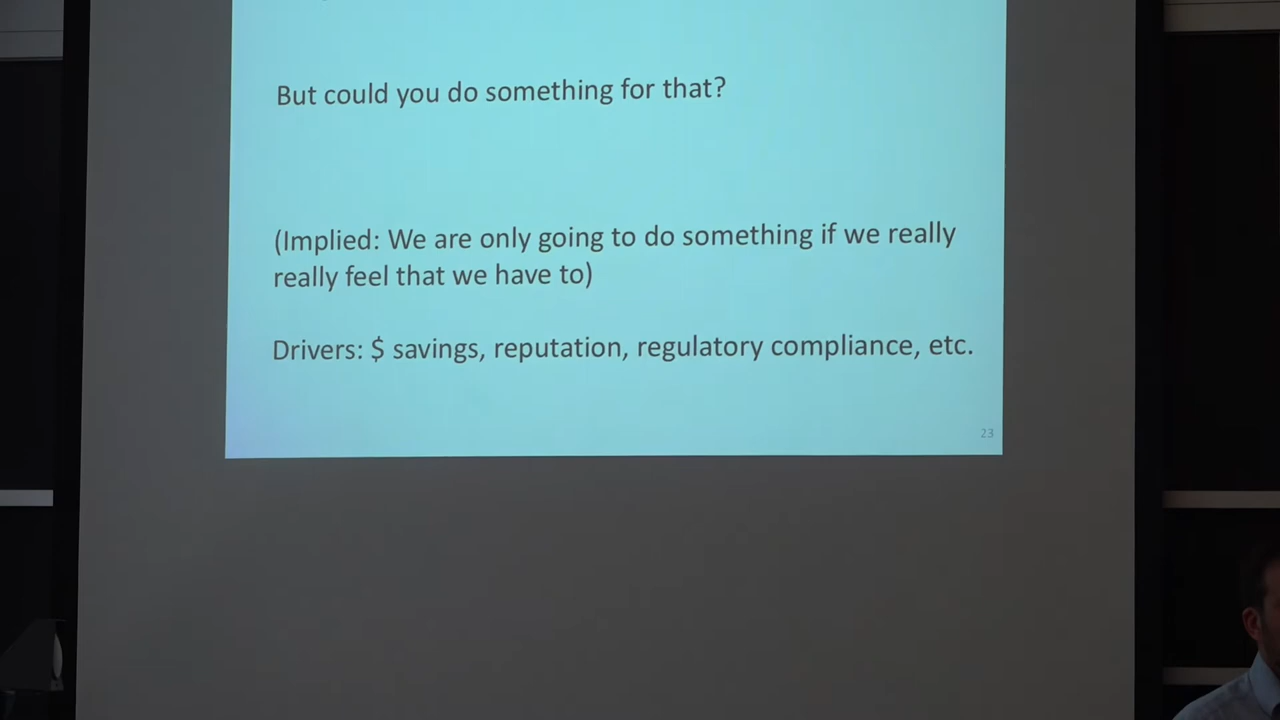 But could you do something for that?
(Implied: We are only going to do something if we really
really feel that we have to)
Drivers: $ savings, reputation, regulatory compliance, etc.
23